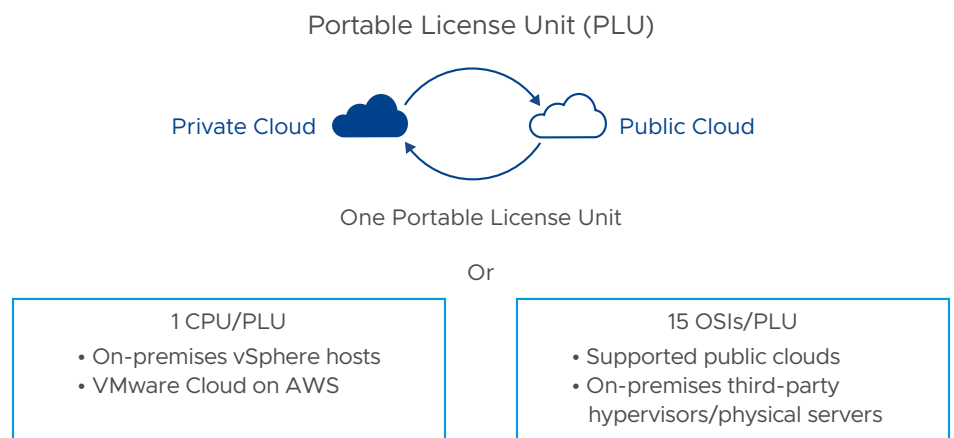 Portable License Unit (PLU)
Private Cloud
Public Cloud
One Portable License Unit
Or
1 CPU/PLU
• On-premises vSphere hosts
• VMware Cloud on AWS
15 OSIs/PLU
• Supported public clouds
• On-premises third-party
hypervisors/physical servers